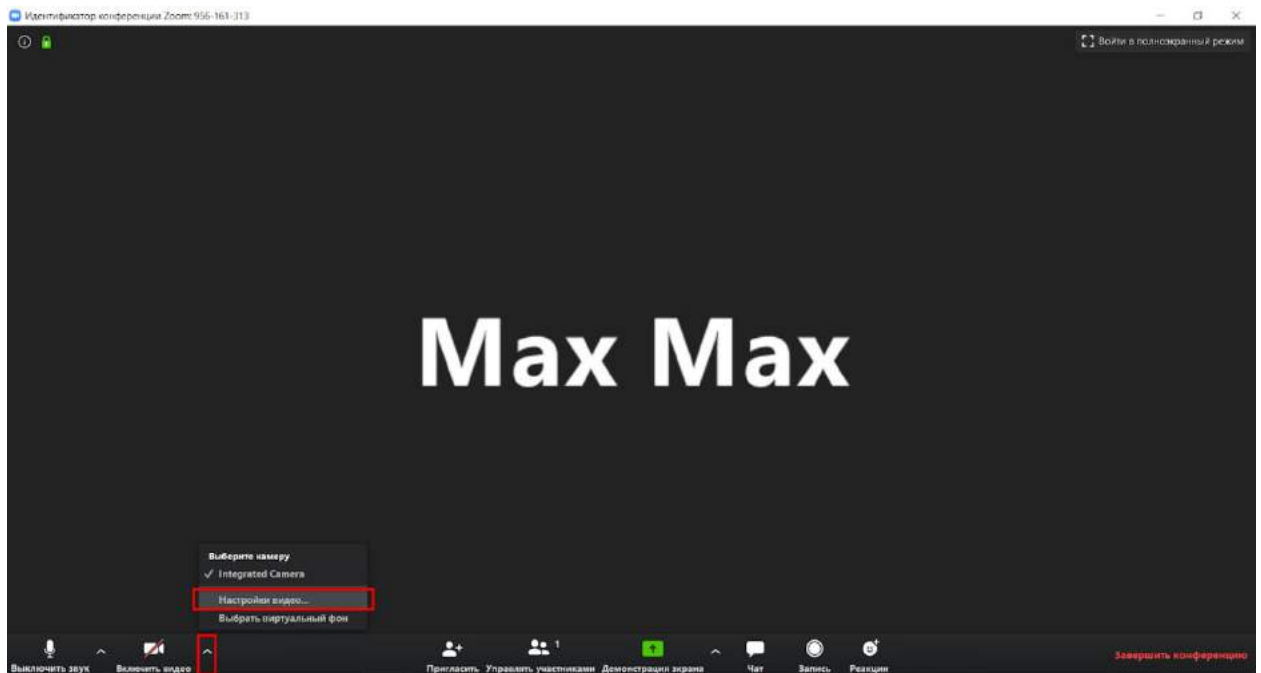 Идентификатор конференции Zoom: 956-161-313
Войти в полноэкранный режим
Max Max
Выберите камеру
Integrated Camera
Настройки видео...
Выбрать виртуальный фон
Выключить звук
Включить видео
Пригласить
Управлять участниками
1
Демонстрация экрана
Чат
Запись
Реакции
Завершить конференцию